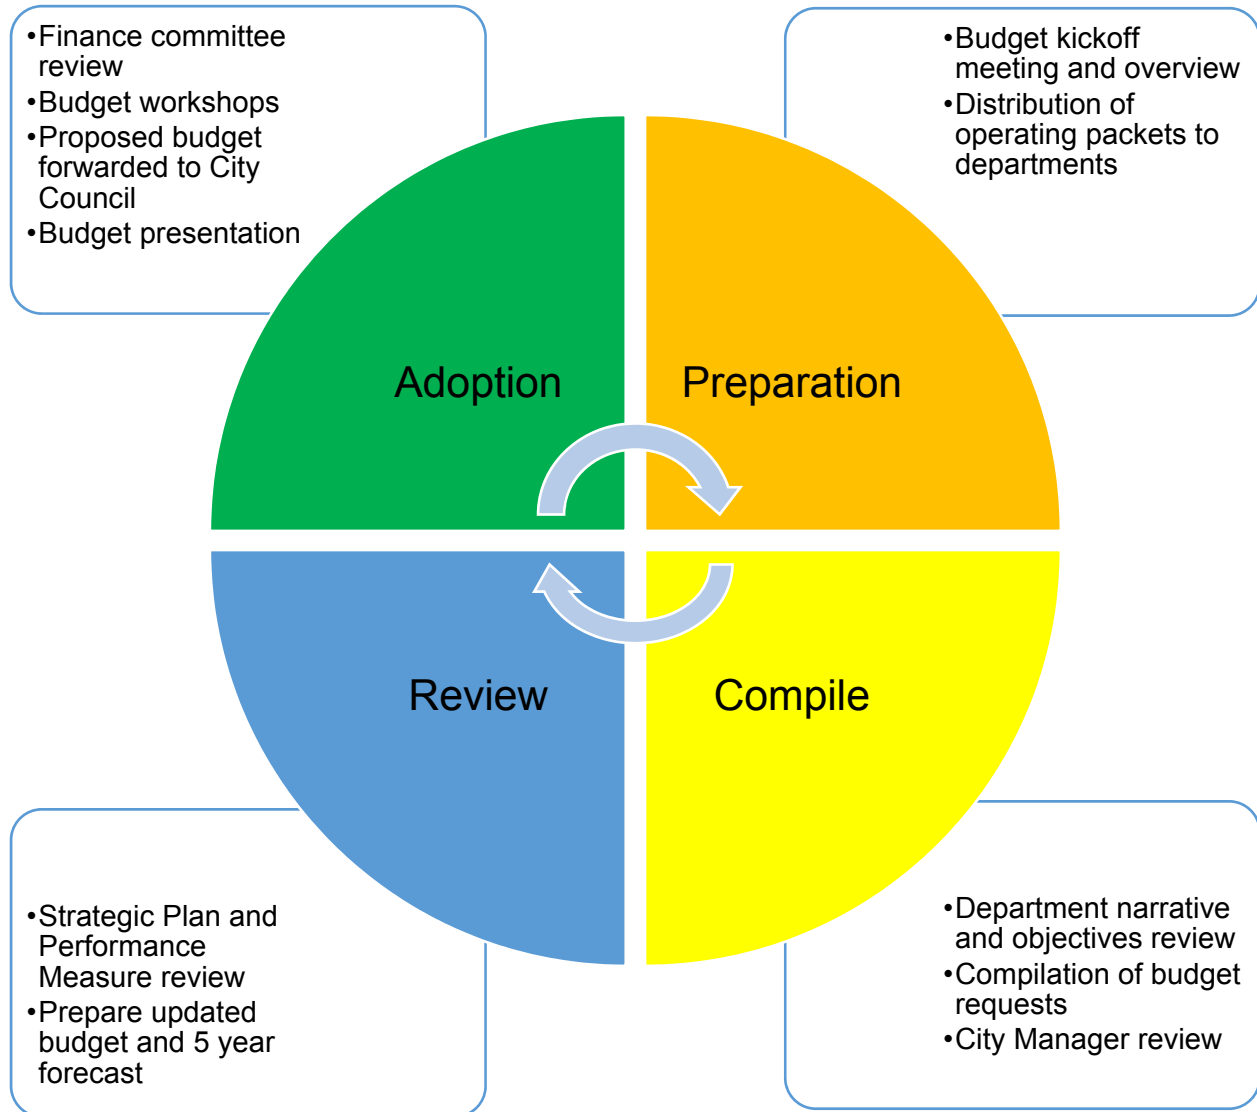 •Finance committee
review
•Budget workshops
•Proposed budget
forwarded to City
Council
•Budget presentation
•Budget kickoff
meeting and overview
•Distribution of
operating packets to
departments
Adoption
Preparation
Review
Compile
•Strategic Plan and
Performance
Measure review
•Prepare updated
budget and 5 year
forecast
•Department narrative
and objectives review
•Compilation of budget
requests
•City Manager review